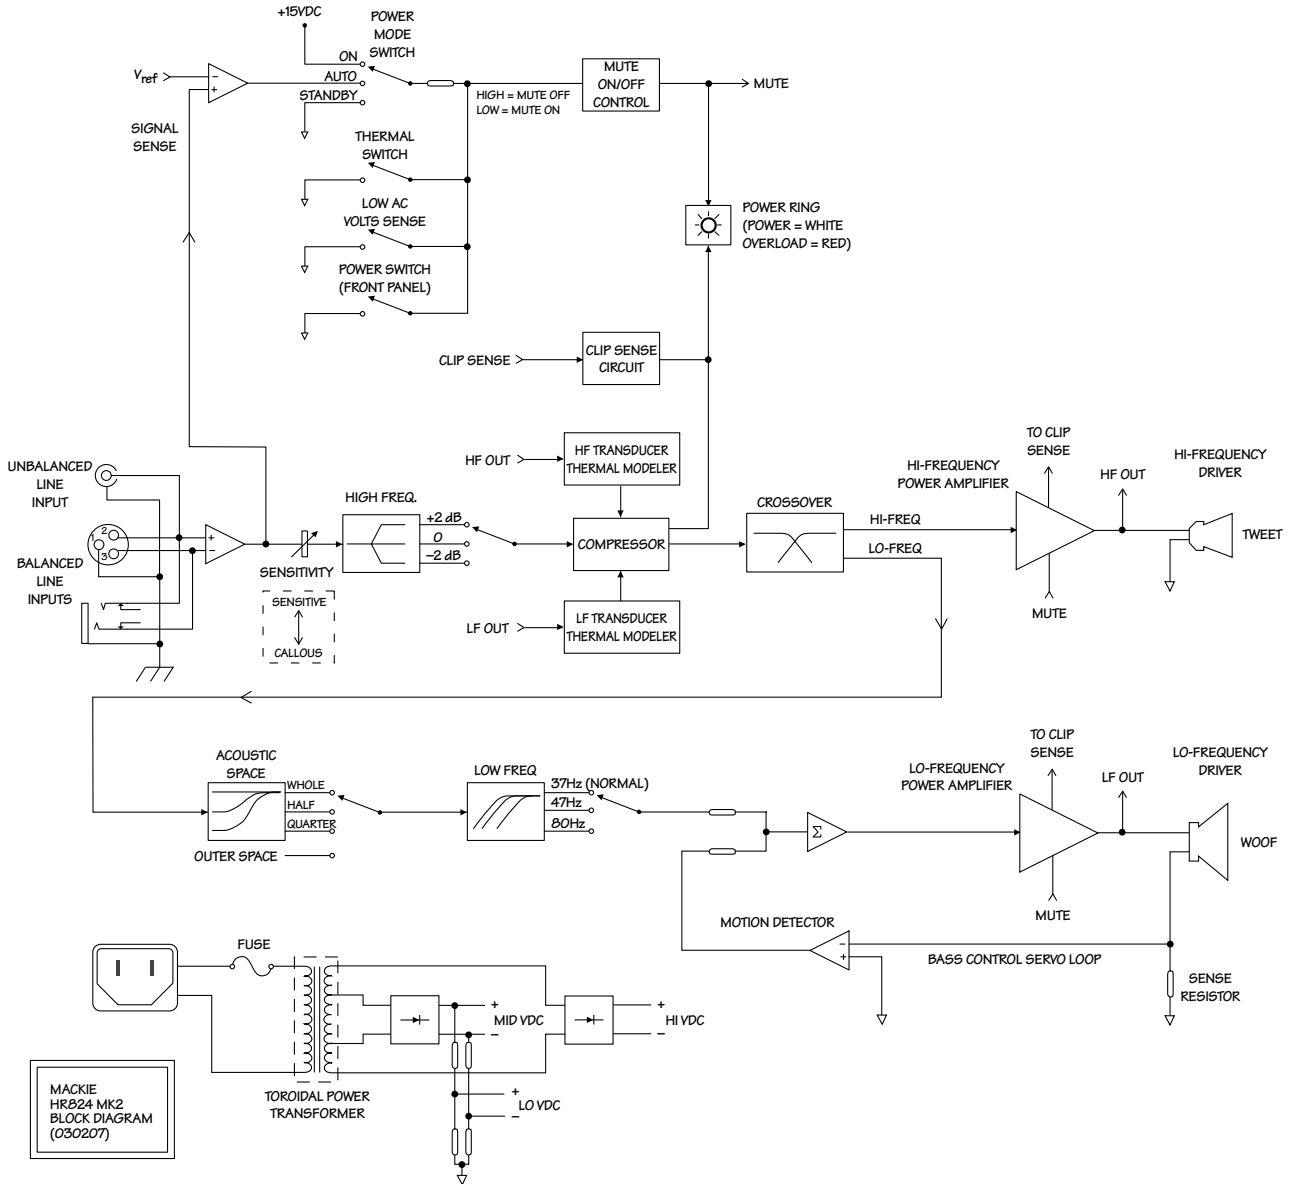 +15VDC
POWER
MODE
SWITCH
ON
AUTO
STANDBY
Vref
−
+
SIGNAL
SENSE
HIGH = MUTE OFF
LOW = MUTE ON
MUTE
ON/OFF
CONTROL
MUTE
THERMAL
SWITCH
LOW AC
VOLTS SENSE
POWER SWITCH
(FRONT PANEL)
POWER RING
(POWER = WHITE
OVERLOAD = RED)
CLIP SENSE
CLIP SENSE
CIRCUIT
UNBALANCED
LINE
INPUT
1
2
3
BALANCED
LINE
INPUTS
+
−
SENSITIVITY
SENSITIVE
CALLOUS
HIGH FREQ.
+2 dB
0
−2 dB
HF OUT
HF TRANSDUCER
THERMAL MODELER
COMPRESSOR
LF OUT
LF TRANSDUCER
THERMAL MODELER
CROSSOVER
HI-FREQ
LO-FREQ
HI-FREQUENCY
POWER AMPLIFIER
TO CLIP
SENSE
HF OUT
MUTE
HI-FREQUENCY
DRIVER
TWEET
ACOUSTIC
SPACE
WHOLE
HALF
QUARTER
OUTER SPACE
LOW FREQ
37Hz (NORMAL)
47Hz
80Hz
Σ
LO-FREQUENCY
POWER AMPLIFIER
TO CLIP
SENSE
LF OUT
MUTE
LO-FREQUENCY
DRIVER
WOOF
MOTION DETECTOR
−
+
BASS CONTROL SERVO LOOP
SENSE
RESISTOR
FUSE
TOROIDAL POWER
TRANSFORMER
+
MID VDC
−
+
HI VDC
−
+
LO VDC
−
MACKIE
HR824 MK2
BLOCK DIAGRAM
(030207)